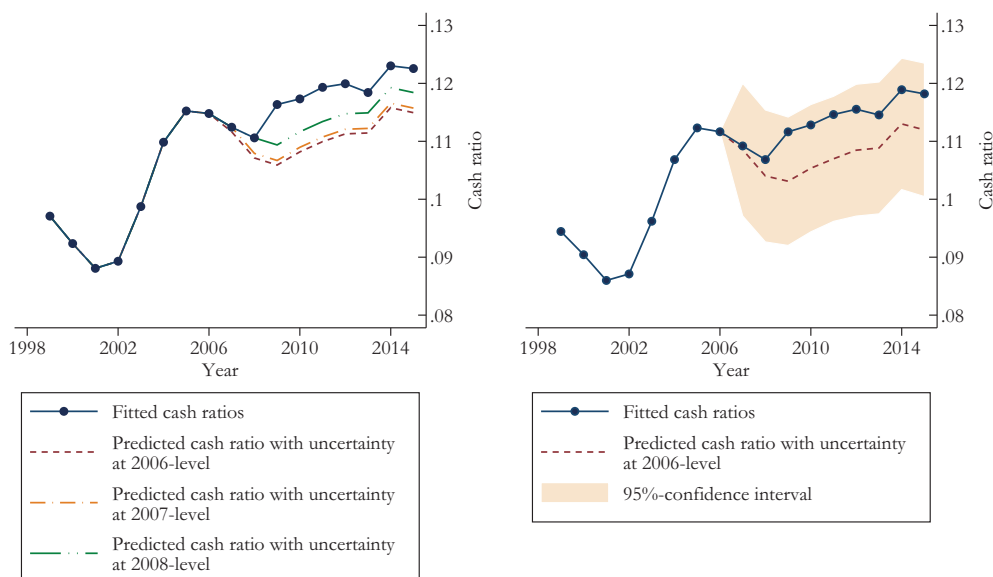 .13
.12
.11
.1
.09
.08
Cash ratio
1998 2002 2006 2010 2014
Year
Fitted cash ratios
Predicted cash ratio with uncertainty
at 2006-level
Predicted cash ratio with uncertainty
at 2007-level
Predicted cash ratio with uncertainty
at 2008-level
.13
.12
.11
.1
.09
.08
Cash ratio
1998 2002 2006 2010 2014
Year
Fitted cash ratios
Predicted cash ratio with uncertainty
at 2006-level
95%-confidence interval